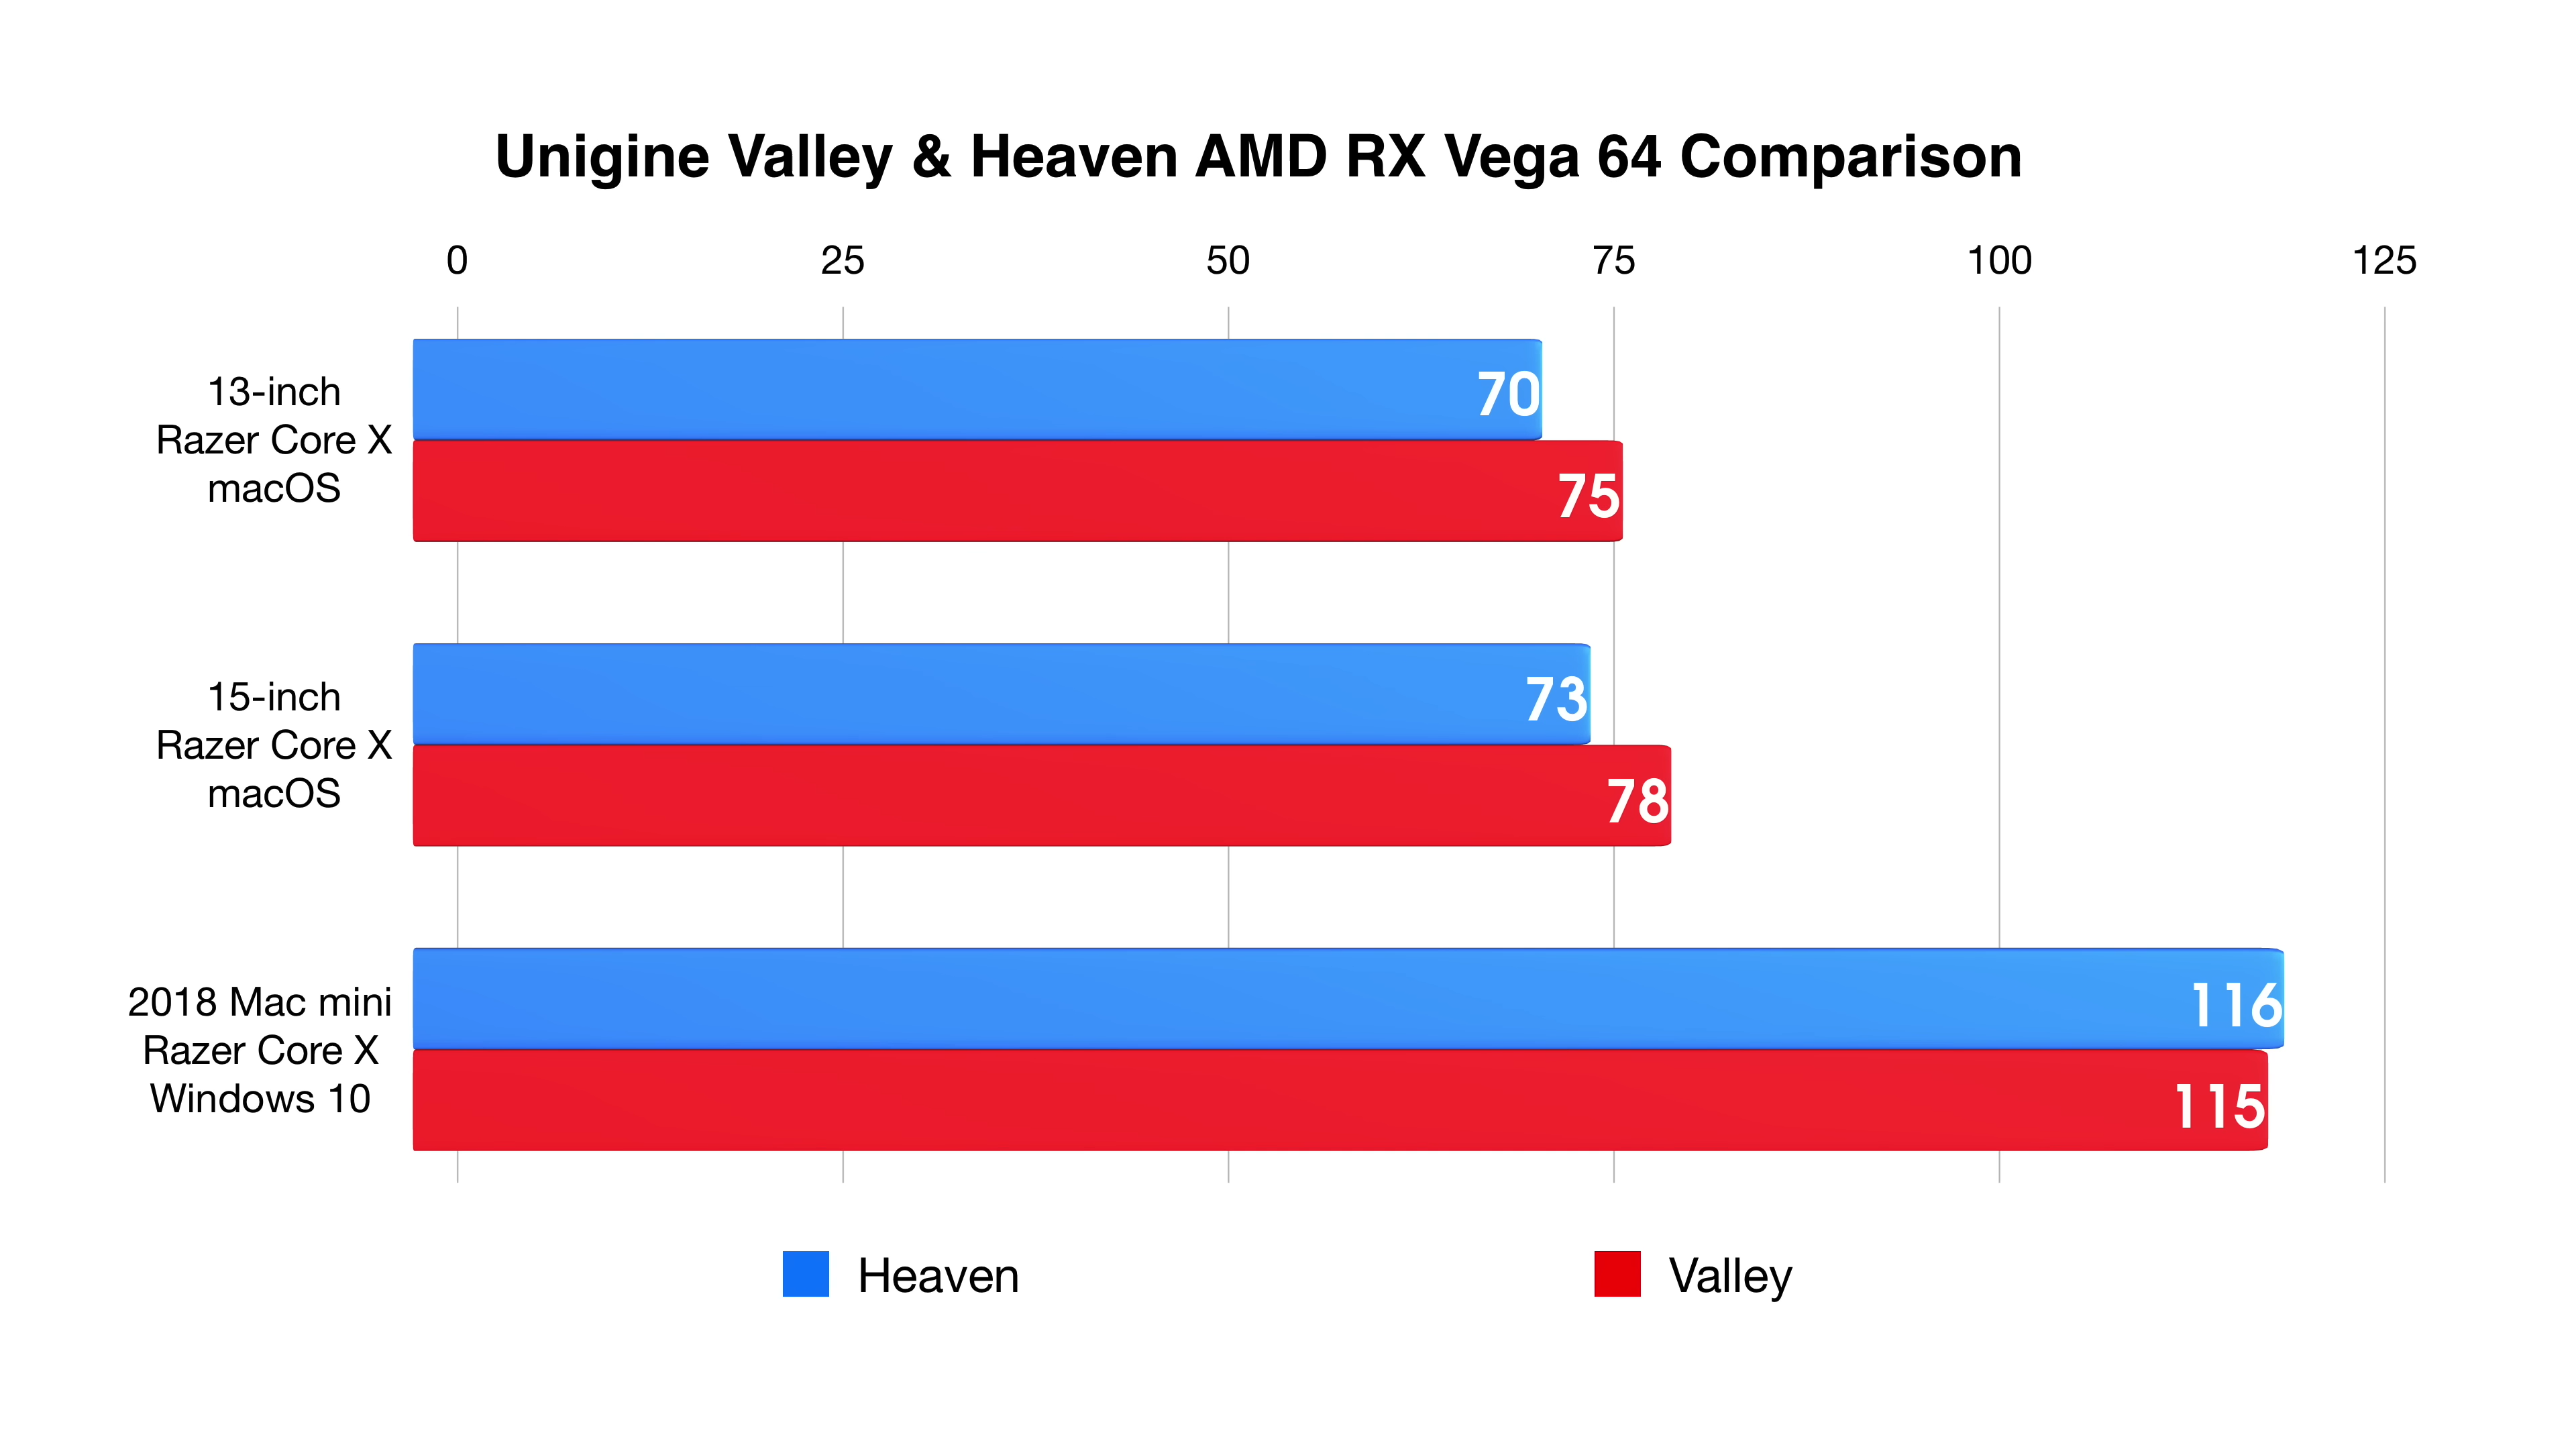 Unigine Valley & Heaven AMD RX Vega 64 Comparison
0 25 50 75 100 125
13-inch
Razer Core X
macOS
70
75
15-inch
Razer Core X
macOS
73
78
2018 Mac mini
Razer Core X
Windows 10
116
115
Heaven
Valley